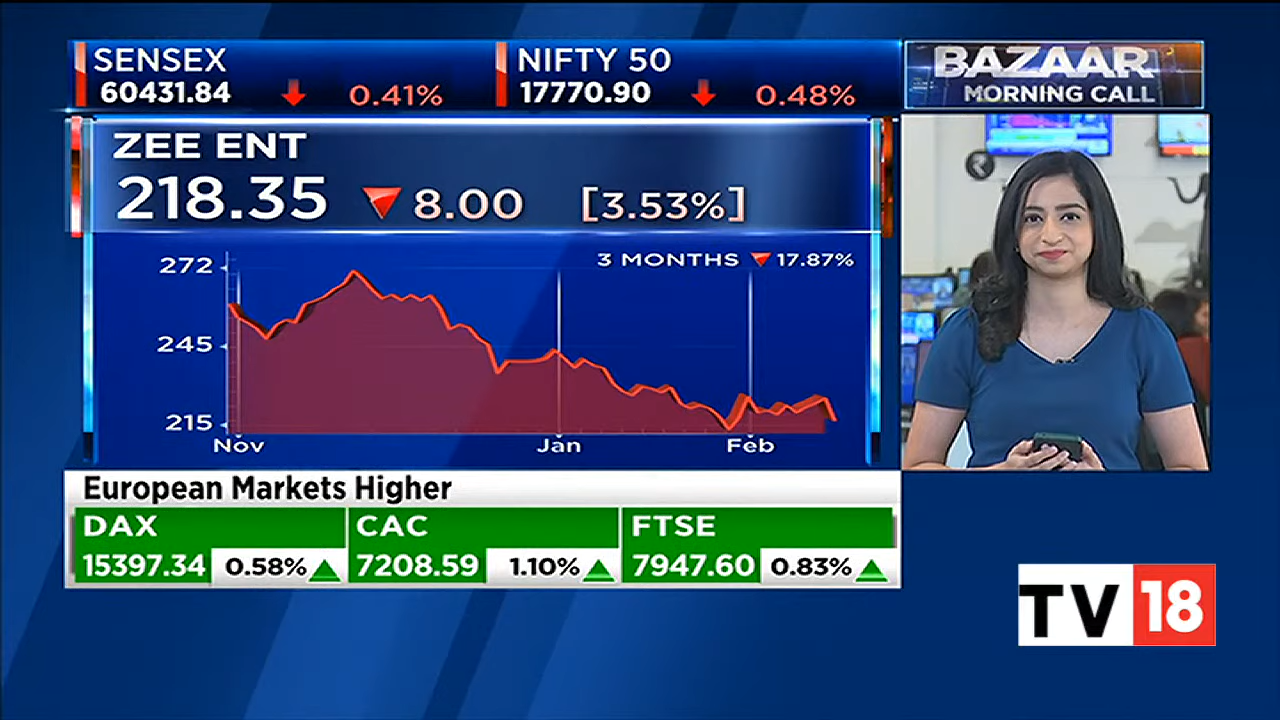 SENSEX
60431.84 0.41%
NIFTY 50
17770.90 0.48%
BAZAAR
MORNING CALL
ZEE ENT
218.35 8.00 [3.53%]
3 MONTHS 17.87%
272
245
215
Nov Jan Feb
European Markets Higher
DAX
15397.34 0.58%
CAC
7208.59 1.10%
FTSE
7947.60 0.83%
TV18